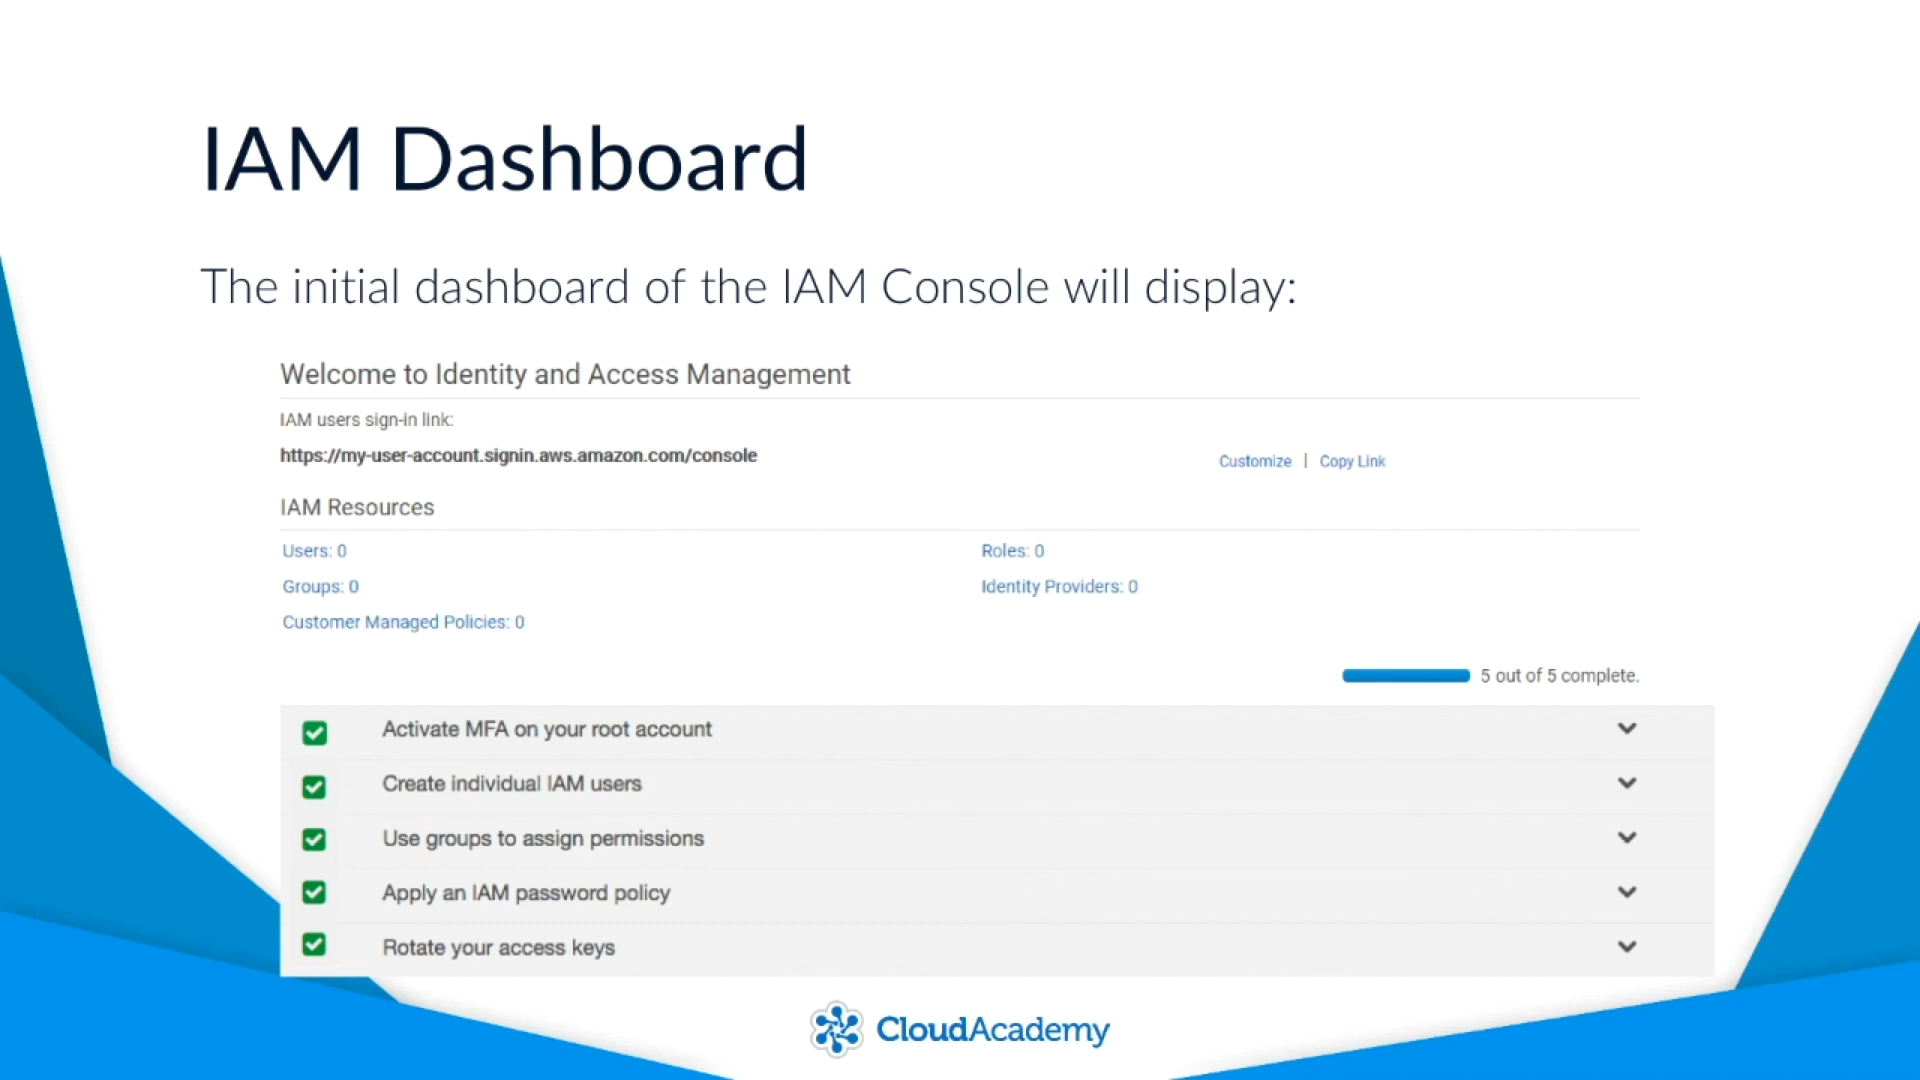 IAM Dashboard
The initial dashboard of the IAM Console will display:
Welcome to Identity and Access Management
IAM users sign-in link:
https://my-user-account.signin.aws.amazon.com/console
Customize | Copy Link
IAM Resources
Users: 0
Roles: 0
Groups: 0
Identity Providers: 0
Customer Managed Policies: 0
5 out of 5 complete.
Activate MFA on your root account
Create individual IAM users
Use groups to assign permissions
Apply an IAM password policy
Rotate your access keys
CloudAcademy